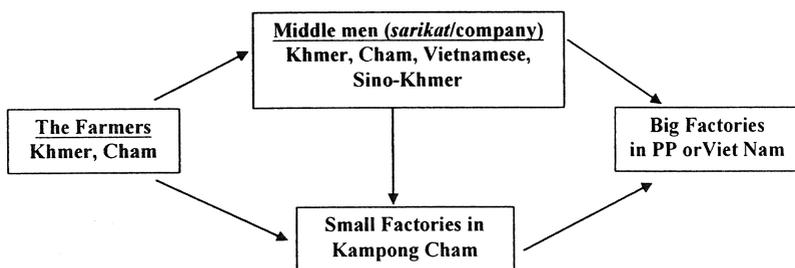 Middle men (sarikat/company)
Khmer, Cham, Vietnamese,
Sino-Khmer
The Farmers
Khmer, Cham
Big Factories
in PP orViet Nam
Small Factories in
Kampong Cham